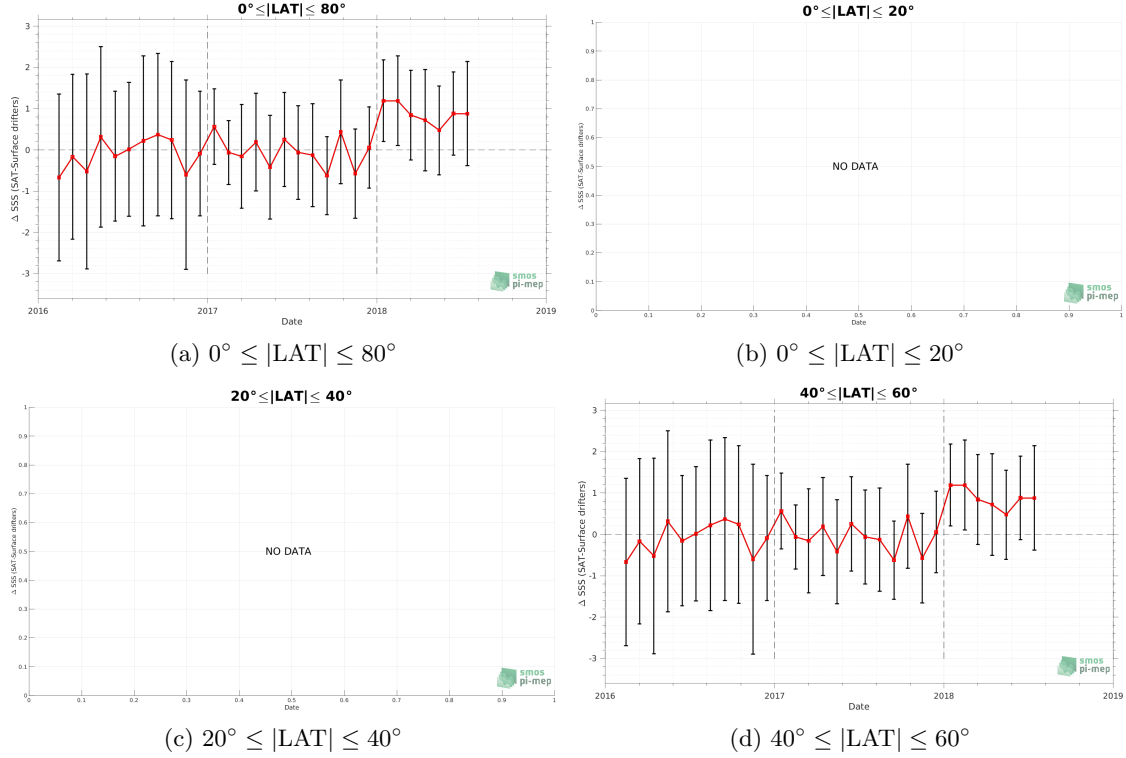 0°≤|LAT|≤ 80°
3
2
1
0
-1
-2
-3
Δ SSS (SAT-Surface drifters)
2016
2017
2018
2019
Date
smos
pi-mep
(a) 0° ≤ |LAT| ≤ 80°
0°≤|LAT|≤ 20°
1
0.9
0.8
0.7
0.6
0.5
0.4
0.3
0.2
0.1
0
Δ SSS (SAT-Surface drifters)
NO DATA
0 0.1 0.2 0.3 0.4 0.5 0.6 0.7 0.8 0.9 1
Date
smos
pi-mep
(b) 0° ≤ |LAT| ≤ 20°
20°≤|LAT|≤ 40°
1
0.9
0.8
0.7
0.6
0.5
0.4
0.3
0.2
0.1
0
Δ SSS (SAT-Surface drifters)
NO DATA
0 0.1 0.2 0.3 0.4 0.5 0.6 0.7 0.8 0.9 1
Date
smos
pi-mep
(c) 20° ≤ |LAT| ≤ 40°
40°≤|LAT|≤ 60°
3
2
1
0
-1
-2
-3
Δ SSS (SAT-Surface drifters)
2016
2017
2018
2019
Date
smos
pi-mep
(d) 40° ≤ |LAT| ≤ 60°